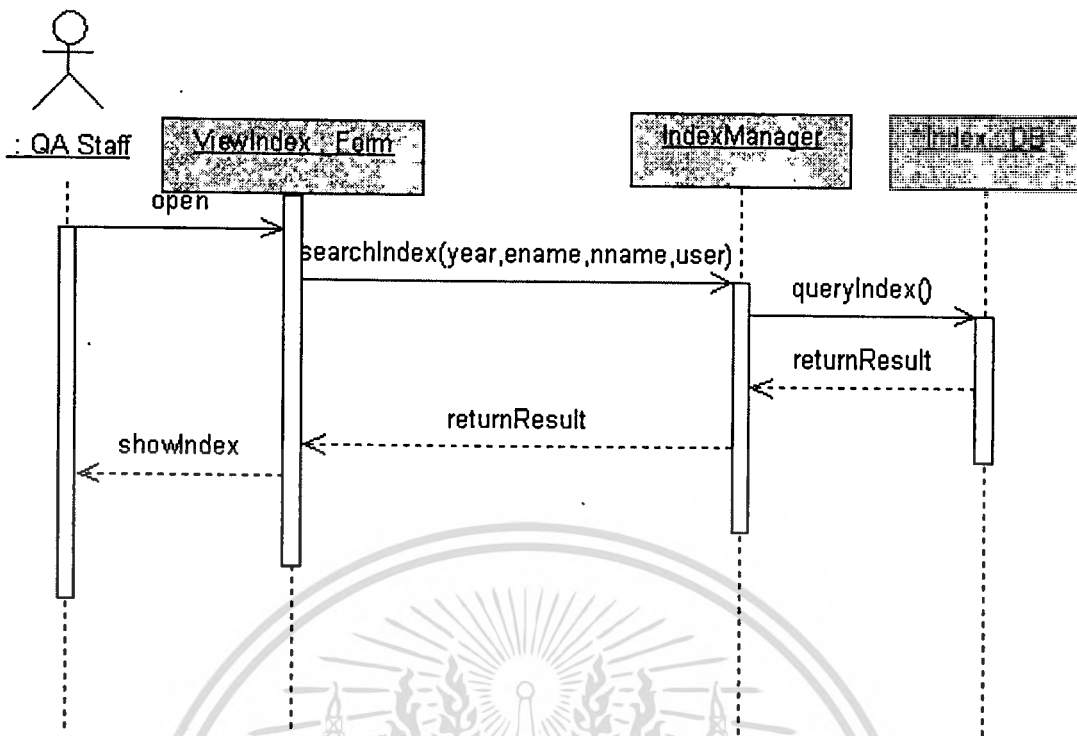 : QA Staff
ViewIndex : Form
IndexManager
Index : DB
open
searchIndex(year,ename,nname,user)
queryIndex()
returnResult
returnResult
showIndex